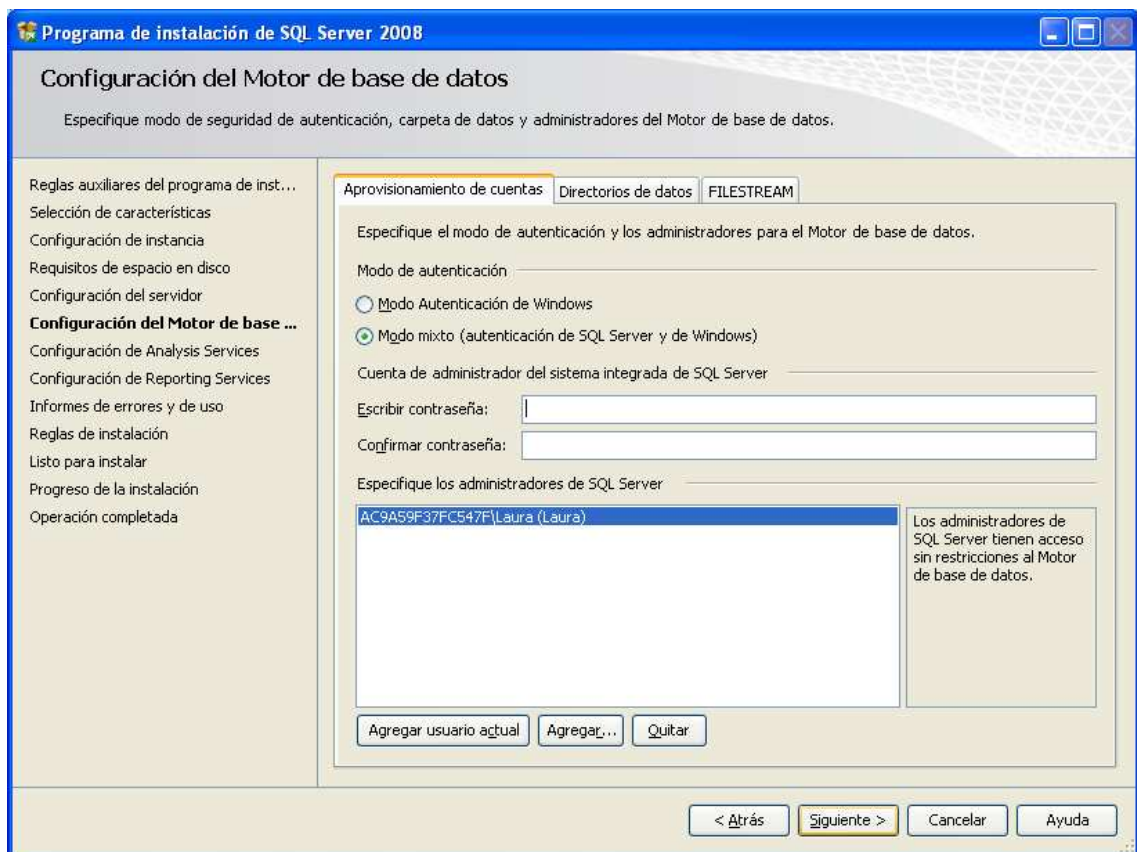 Programa de instalación de SQL Server 2008
Configuración del Motor de base de datos
Especifique modo de seguridad de autenticación, carpeta de datos y administradores del Motor de base de datos.
Reglas auxiliares del programa de inst...
Selección de características
Configuración de instancia
Requisitos de espacio en disco
Configuración del servidor
Configuración del Motor de base ...
Configuración de Analysis Services
Configuración de Reporting Services
Informes de errores y de uso
Reglas de instalación
Listo para instalar
Progreso de la instalación
Operación completada
Aprovisionamiento de cuentas Directorios de datos FILESTREAM
Especifique el modo de autenticación y los administradores para el Motor de base de datos.
Modo de autenticación
Modo Autenticación de Windows
Modo mixto (autenticación de SQL Server y de Windows)
Cuenta de administrador del sistema integrada de SQL Server
Escribir contraseña:
Confirmar contraseña:
Especifique los administradores de SQL Server
AC9A59F37FC547F\Laura (Laura)
Los administradores de
SQL Server tienen acceso
sin restricciones al Motor
de base de datos.
Agregar usuario actual Agregar... Quitar
< Atrás Siguiente > Cancelar Ayuda